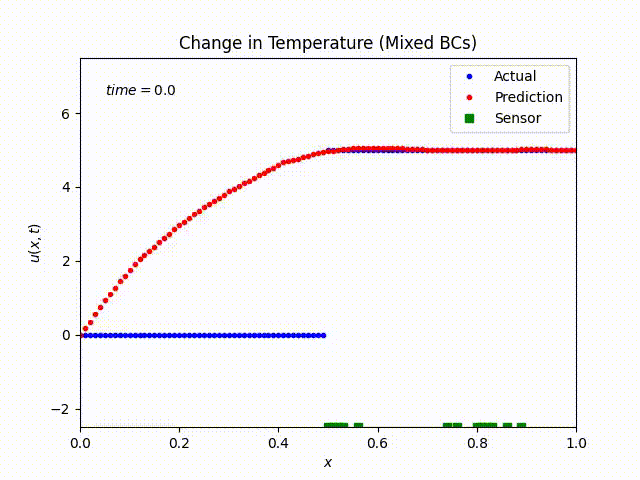 Change in Temperature (Mixed BCs)
time = 0.0
Actual
Prediction
Sensor
6
4
2
0
−2
u(x, t)
0.0 0.2 0.4 0.6 0.8 1.0
x